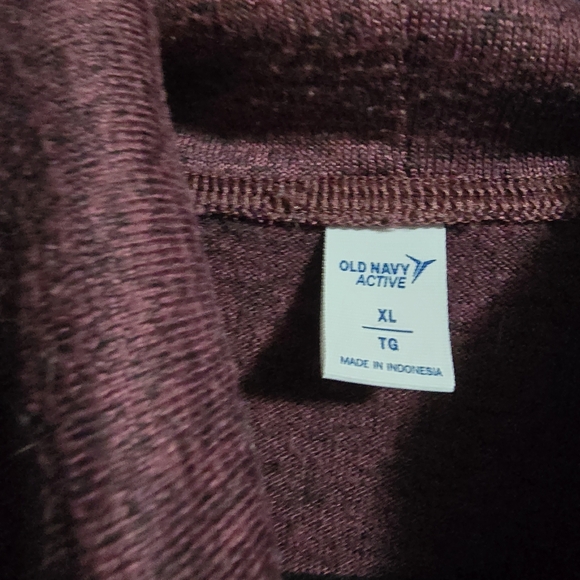 OLD NAVY
ACTIVE
XL
TG
MADE IN INDONESIA